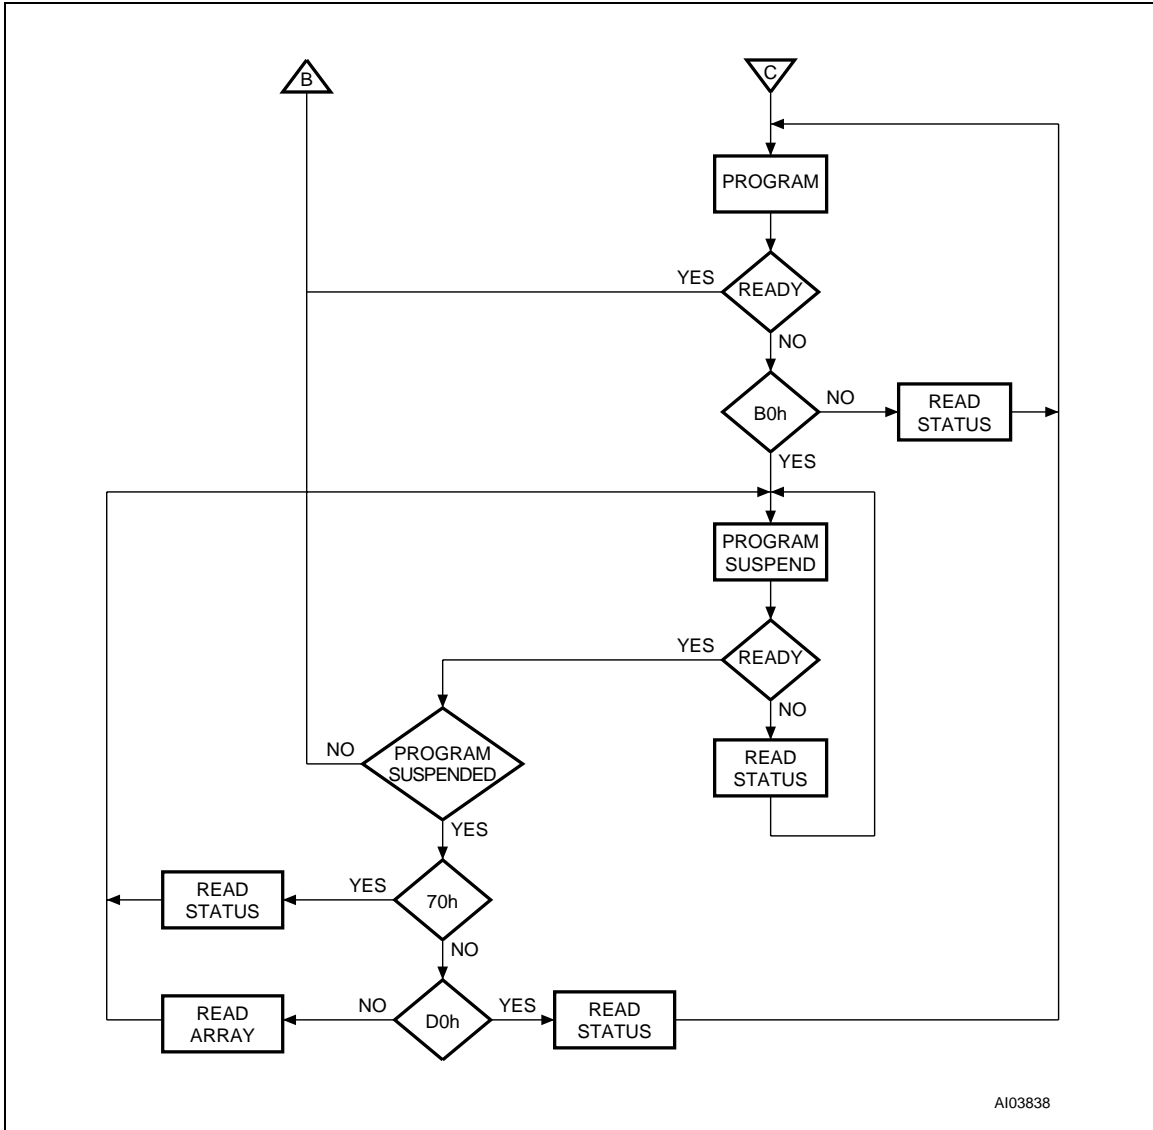 B
C
PROGRAM
YES
READY
NO
B0h
NO
READ
STATUS
YES
PROGRAM
SUSPEND
YES
READY
NO
NO
PROGRAM
SUSPENDED
READ
STATUS
YES
READ
STATUS
YES
70h
NO
READ
ARRAY
NO
D0h
YES
READ
STATUS
AI03838